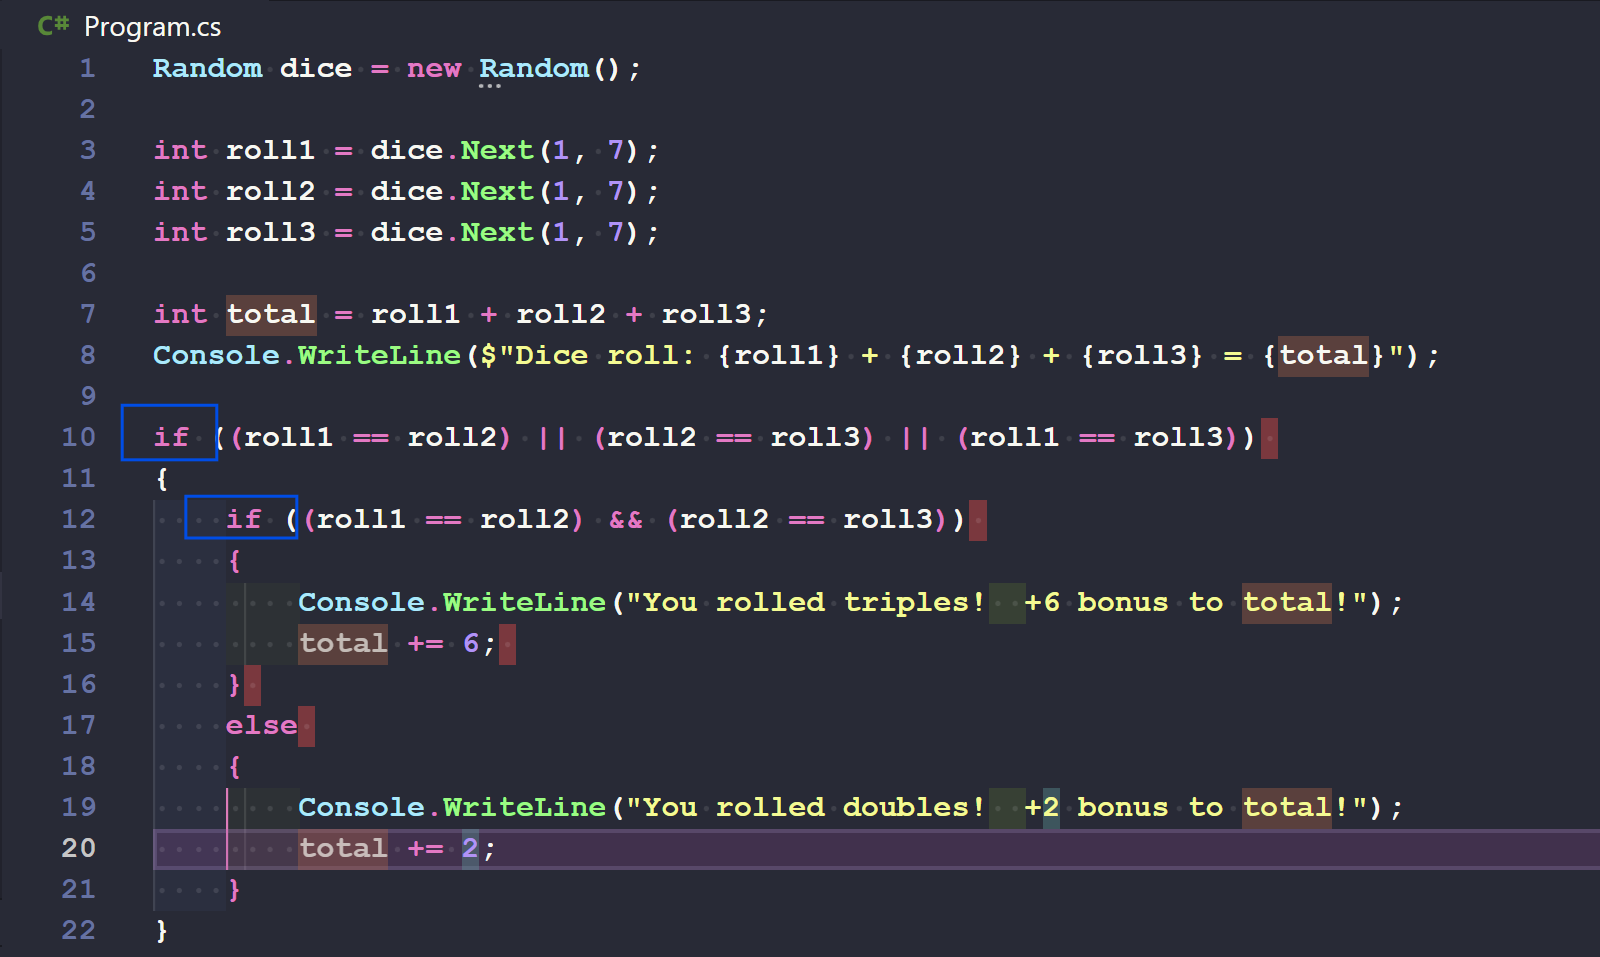 C# Program.cs
1 Random dice = new Random();
2
3 int roll1 = dice.Next(1, 7);
4 int roll2 = dice.Next(1, 7);
5 int roll3 = dice.Next(1, 7);
6
7 int total = roll1 + roll2 + roll3;
8 Console.WriteLine($"Dice roll: {roll1} + {roll2} + {roll3} = {total}");
9
10 if ((roll1 == roll2) || (roll2 == roll3) || (roll1 == roll3))
11 {
12     if ((roll1 == roll2) && (roll2 == roll3))
13     {
14         Console.WriteLine("You rolled triples!  +6 bonus to total!");
15         total += 6;
16     }
17     else
18     {
19         Console.WriteLine("You rolled doubles!  +2 bonus to total!");
20         total += 2;
21     }
22 }